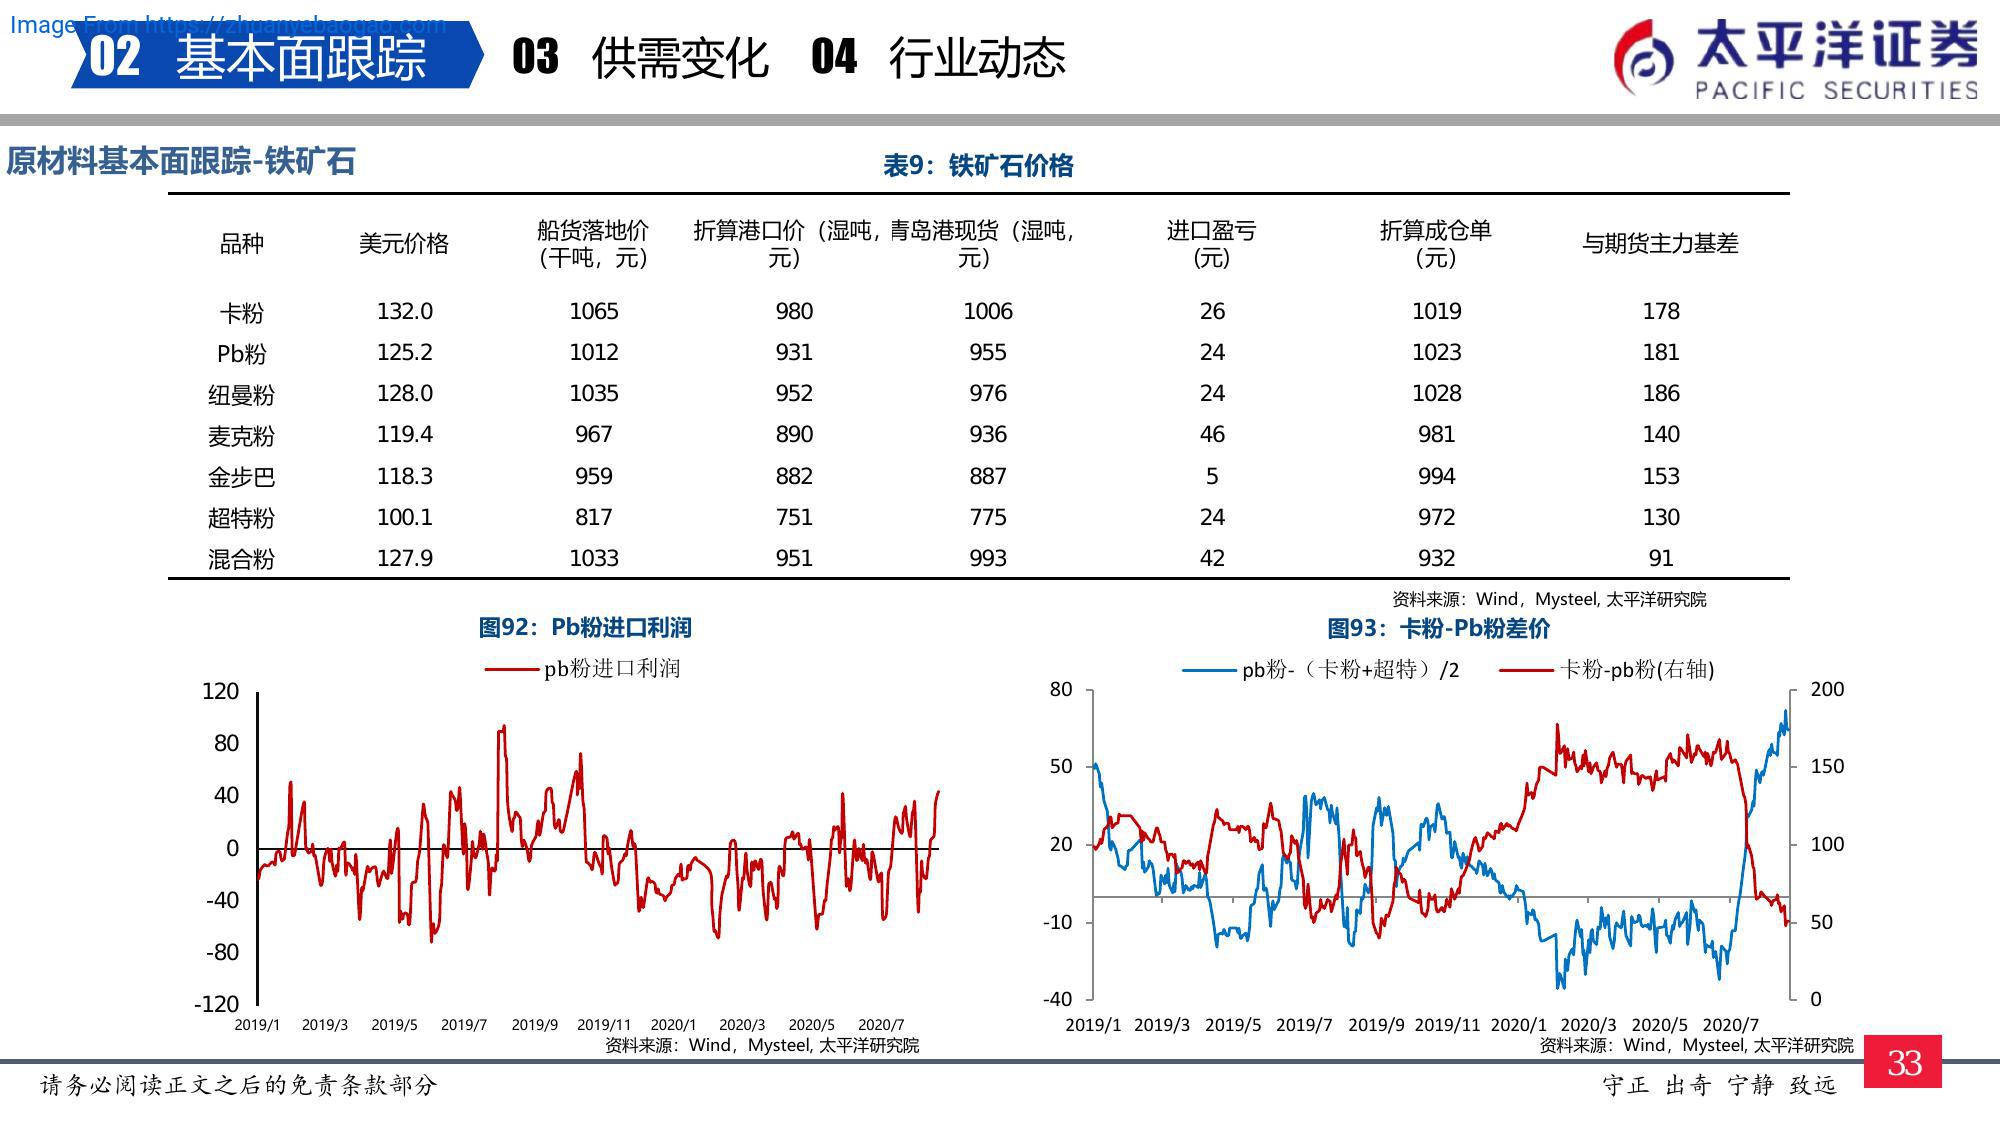 Image From https://zhuanyebaogao.com
02 基本面跟踪 03 供需变化 04 行业动态
太平洋证券
PACIFIC SECURITIES
原材料基本面跟踪-铁矿石
表9：铁矿石价格
品种 美元价格 船货落地价（干吨，元） 折算港口价（湿吨，元） 青岛港现货（湿吨，元） 进口盈亏（元） 折算成仓单（元） 与期货主力基差
卡粉 132.0 1065 980 1006 26 1019 178
Pb粉 125.2 1012 931 955 24 1023 181
纽曼粉 128.0 1035 952 976 24 1028 186
麦克粉 119.4 967 890 936 46 981 140
金步巴 118.3 959 882 887 5 994 153
超特粉 100.1 817 751 775 24 972 130
混合粉 127.9 1033 951 993 42 932 91
资料来源：Wind，Mysteel, 太平洋研究院
图92：Pb粉进口利润
pb粉进口利润
120
80
40
0
-40
-80
-120
2019/1 2019/3 2019/5 2019/7 2019/9 2019/11 2020/1 2020/3 2020/5 2020/7
资料来源：Wind，Mysteel, 太平洋研究院
图93：卡粉-Pb粉差价
pb粉-（卡粉+超特）/2 卡粉-pb粉(右轴)
80 200
50 150
20 100
-10 50
-40 0
2019/1 2019/3 2019/5 2019/7 2019/9 2019/11 2020/1 2020/3 2020/5 2020/7
资料来源：Wind，Mysteel, 太平洋研究院
请务必阅读正文之后的免责条款部分
守正 出奇 宁静 致远
33